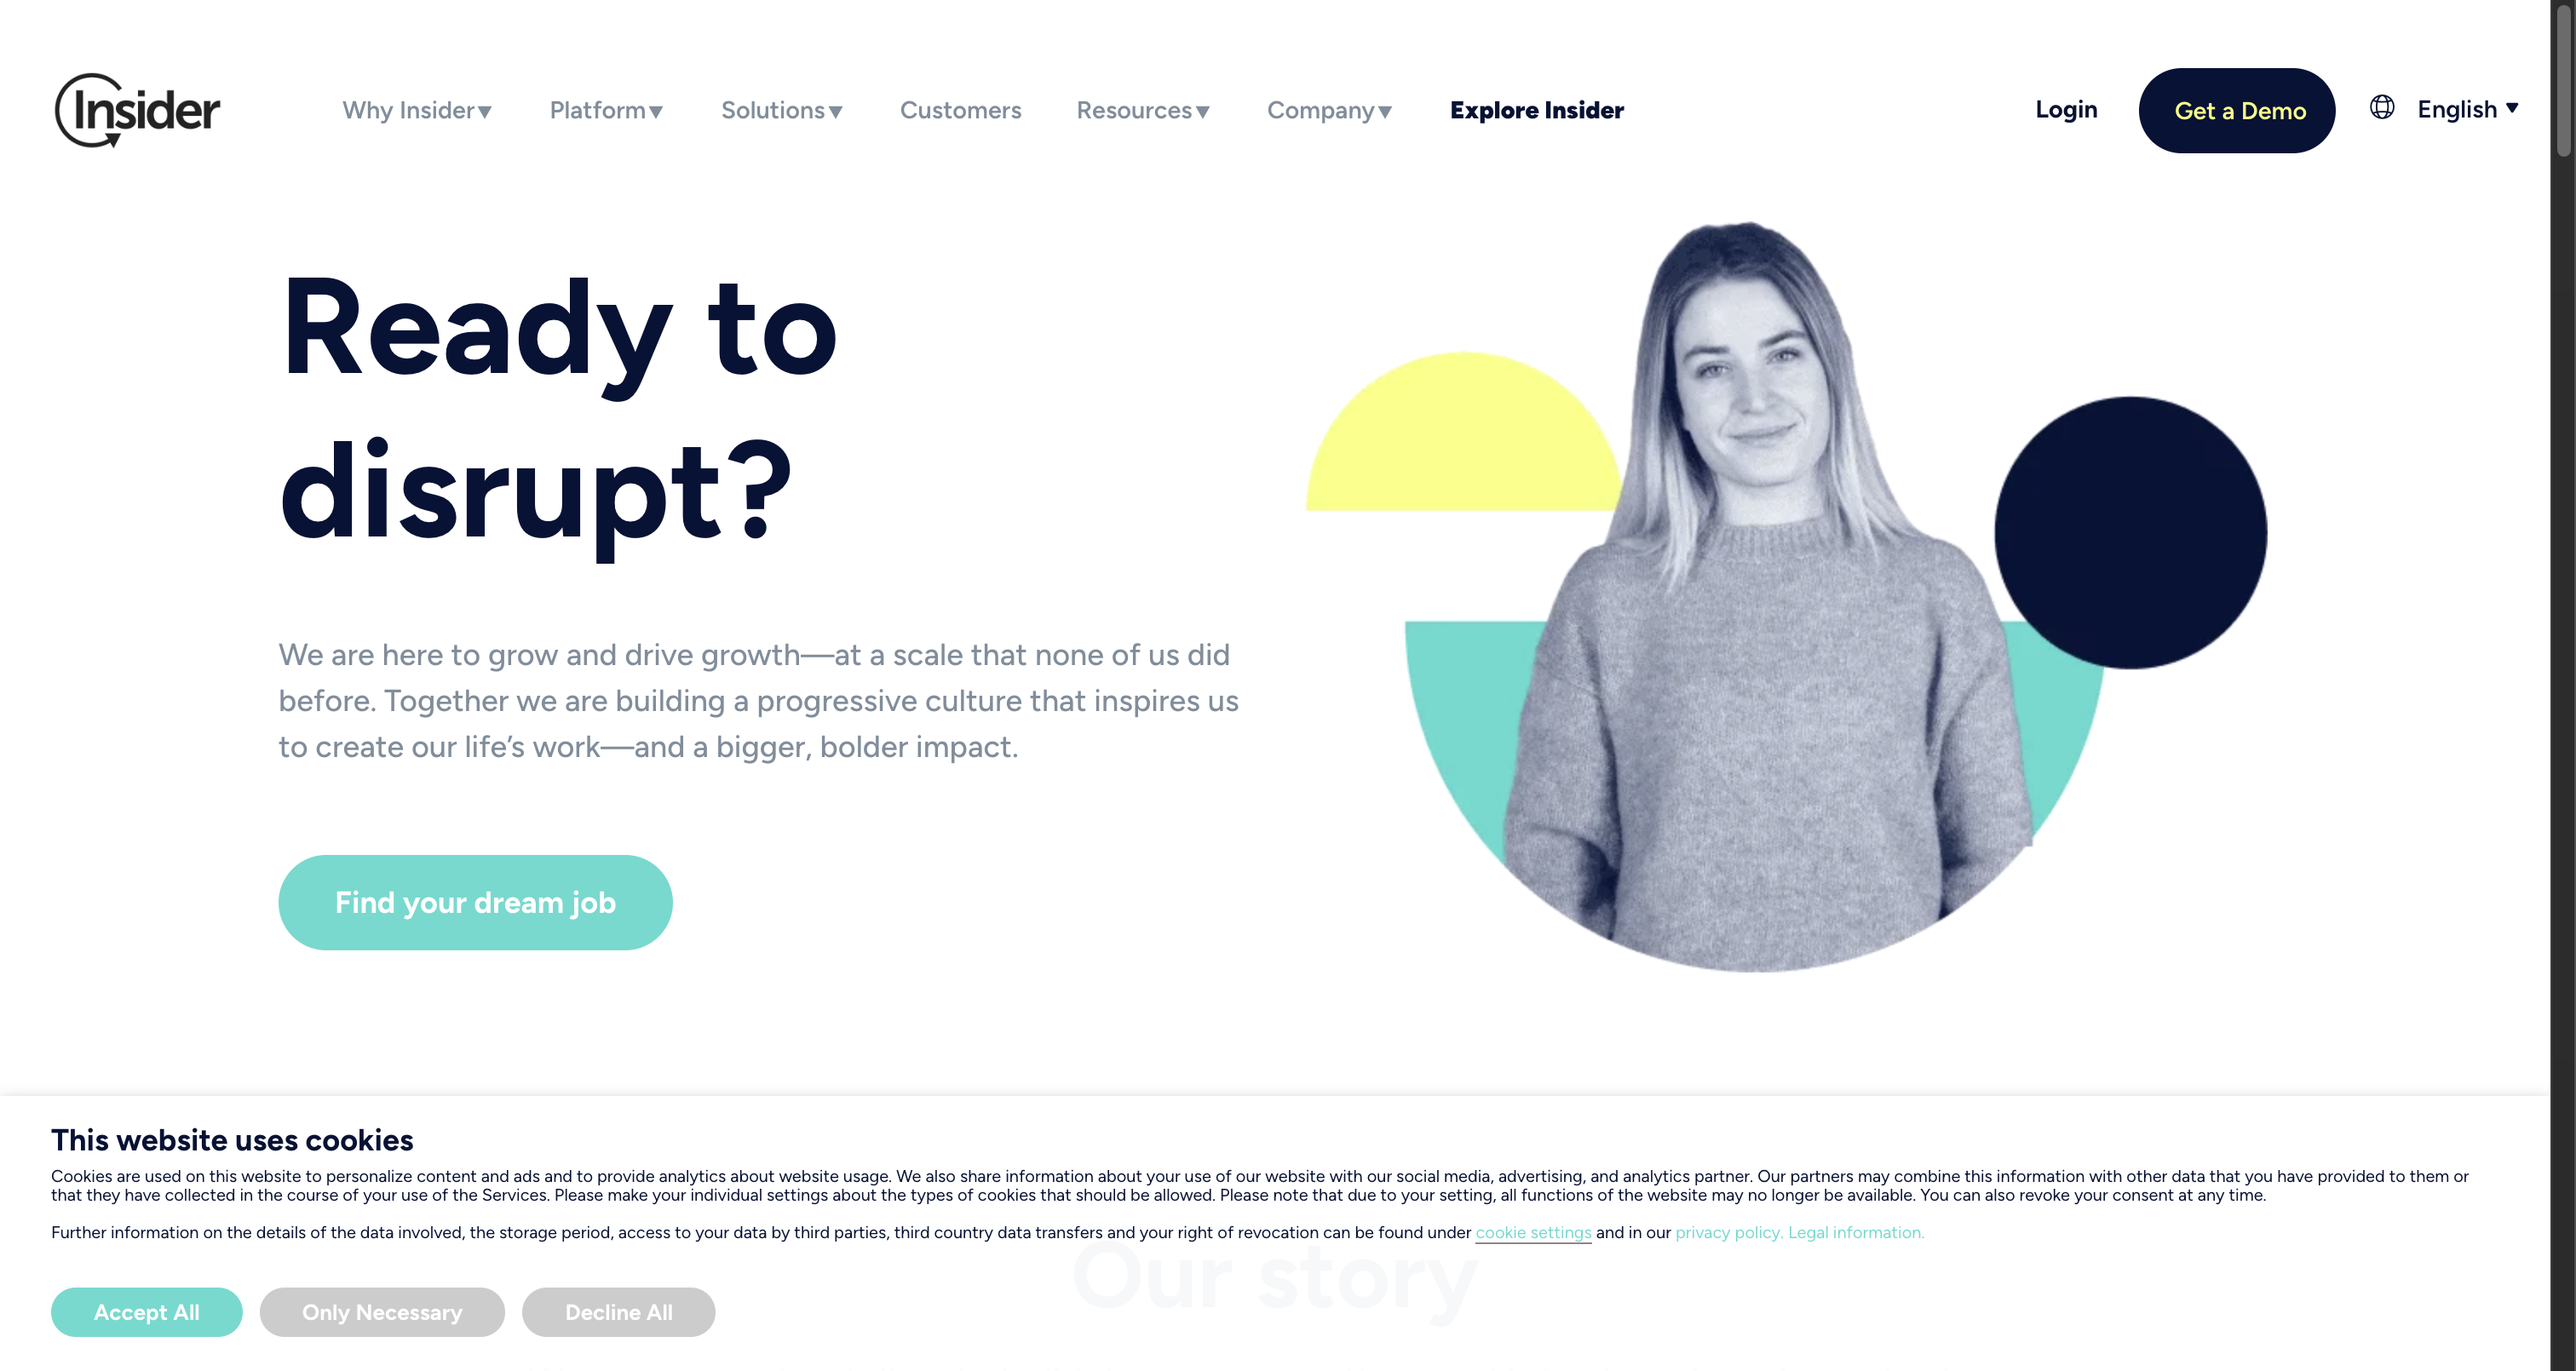 Insider
Why Insider
Platform
Solutions
Customers
Resources
Company
Explore Insider
Login
Get a Demo
English
Ready to
disrupt?
We are here to grow and drive growth—at a scale that none of us did
before. Together we are building a progressive culture that inspires us
to create our life’s work—and a bigger, bolder impact.
Find your dream job
This website uses cookies
Cookies are used on this website to personalize content and ads and to provide analytics about website usage. We also share information about your use of our website with our social media, advertising, and analytics partner. Our partners may combine this information with other data that you have provided to them or
that they have collected in the course of your use of the Services. Please make your individual settings about the types of cookies that should be allowed. Please note that due to your setting, all functions of the website may no longer be available. You can also revoke your consent at any time.
Further information on the details of the data involved, the storage period, access to your data by third parties, third country data transfers and your right of revocation can be found under cookie settings and in our privacy policy. Legal information.
Our story
Accept All
Only Necessary
Decline All